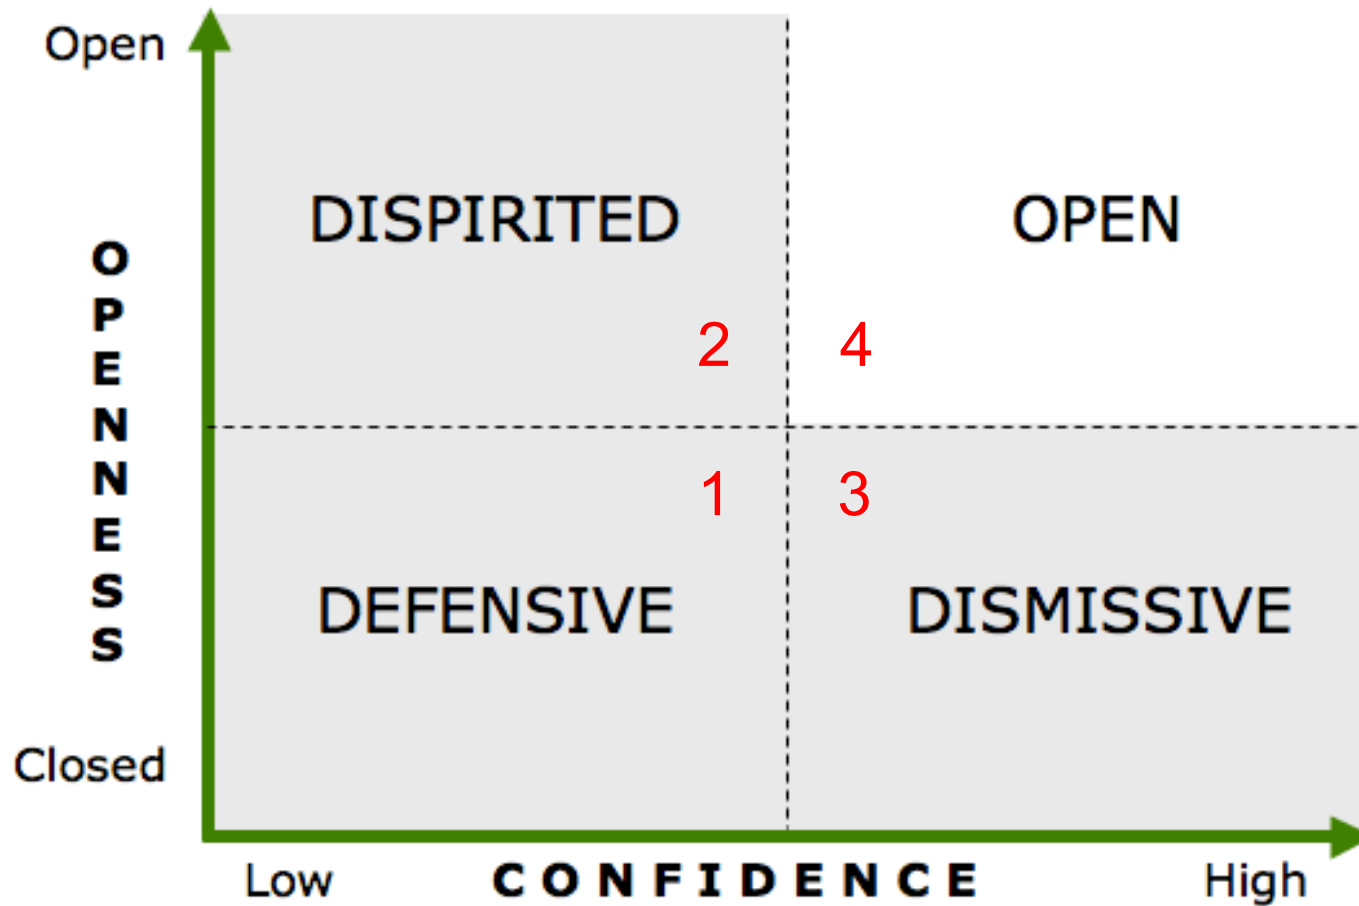 Open
DISPIRITED
OPEN
OPENNESS
2
4
1
3
DEFENSIVE
DISMISSIVE
Closed
Low
CONFIDENCE
High